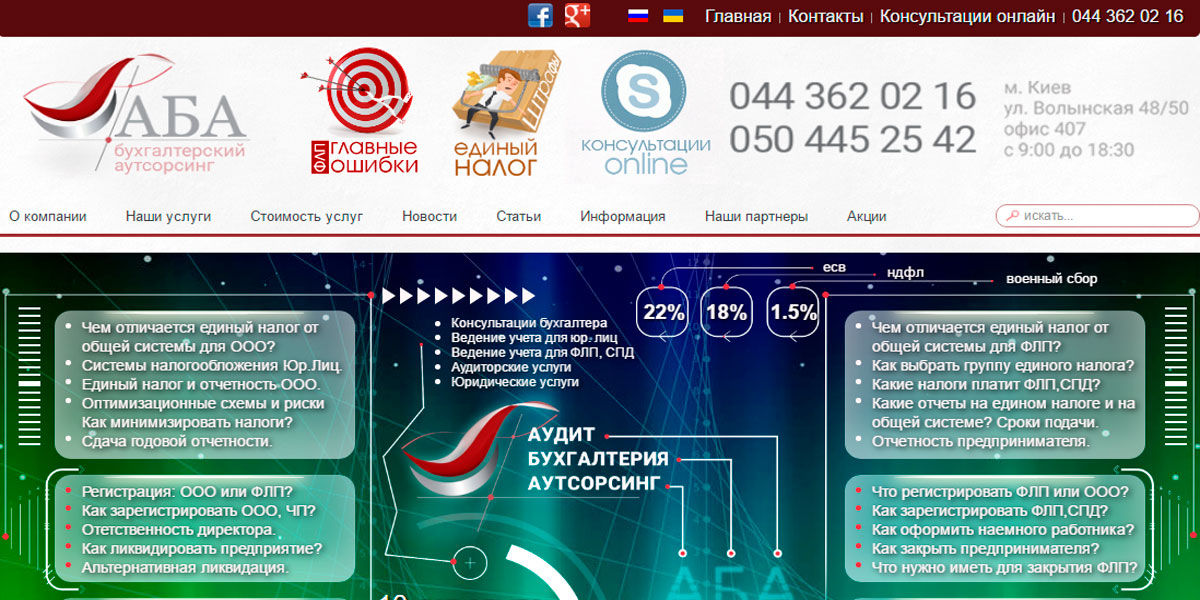 Главная | Контакты | Консультации онлайн | 044 362 02 16
АБА
бухгалтерский
аутсорсинг
ФЛП
главные
ошибки
Штрафы
единый
налог
S
консультации
online
044 362 02 16
050 445 25 42
м. Киев
ул. Волынская 48/50
офис 407
с 9:00 до 18:30
О компании
Наши услуги
Стоимость услуг
Новости
Статьи
Информация
Наши партнеры
Акции
искать...
есв
ндфл
военный сбор
22%
18%
1.5%
Чем отличается единый налог от
общей системы для ООО?
Системы налогообложения Юр.Лиц.
Единый налог и отчетность ООО.
Оптимизационные схемы и риски
Как минимизировать налоги?
Сдача годовой отчетности.
Регистрация: ООО или ФЛП?
Как зарегистрировать ООО, ЧП?
Отетственность директора.
Как ликвидировать предприятие?
Альтернативная ликвидация.
Консультации бухгалтера
Ведение учета для юр. лиц
Ведение учета для ФЛП, СПД
Аудиторские услуги
Юридические услуги
АУДИТ
БУХГАЛТЕРИЯ
АУТСОРСИНГ
АБА
Чем отличается единый налог от
общей системы для ФЛП?
Как выбрать группу единого налога?
Какие налоги платит ФЛП,СПД?
Какие отчеты на едином налоге и на
общей системе? Сроки подачи.
Отчетность предпринимателя.
Что регистрировать ФЛП или ООО?
Как зарегистрировать ФЛП,СПД?
Как оформить наемного работника?
Как закрыть предпринимателя?
Что нужно иметь для закрытия ФЛП?